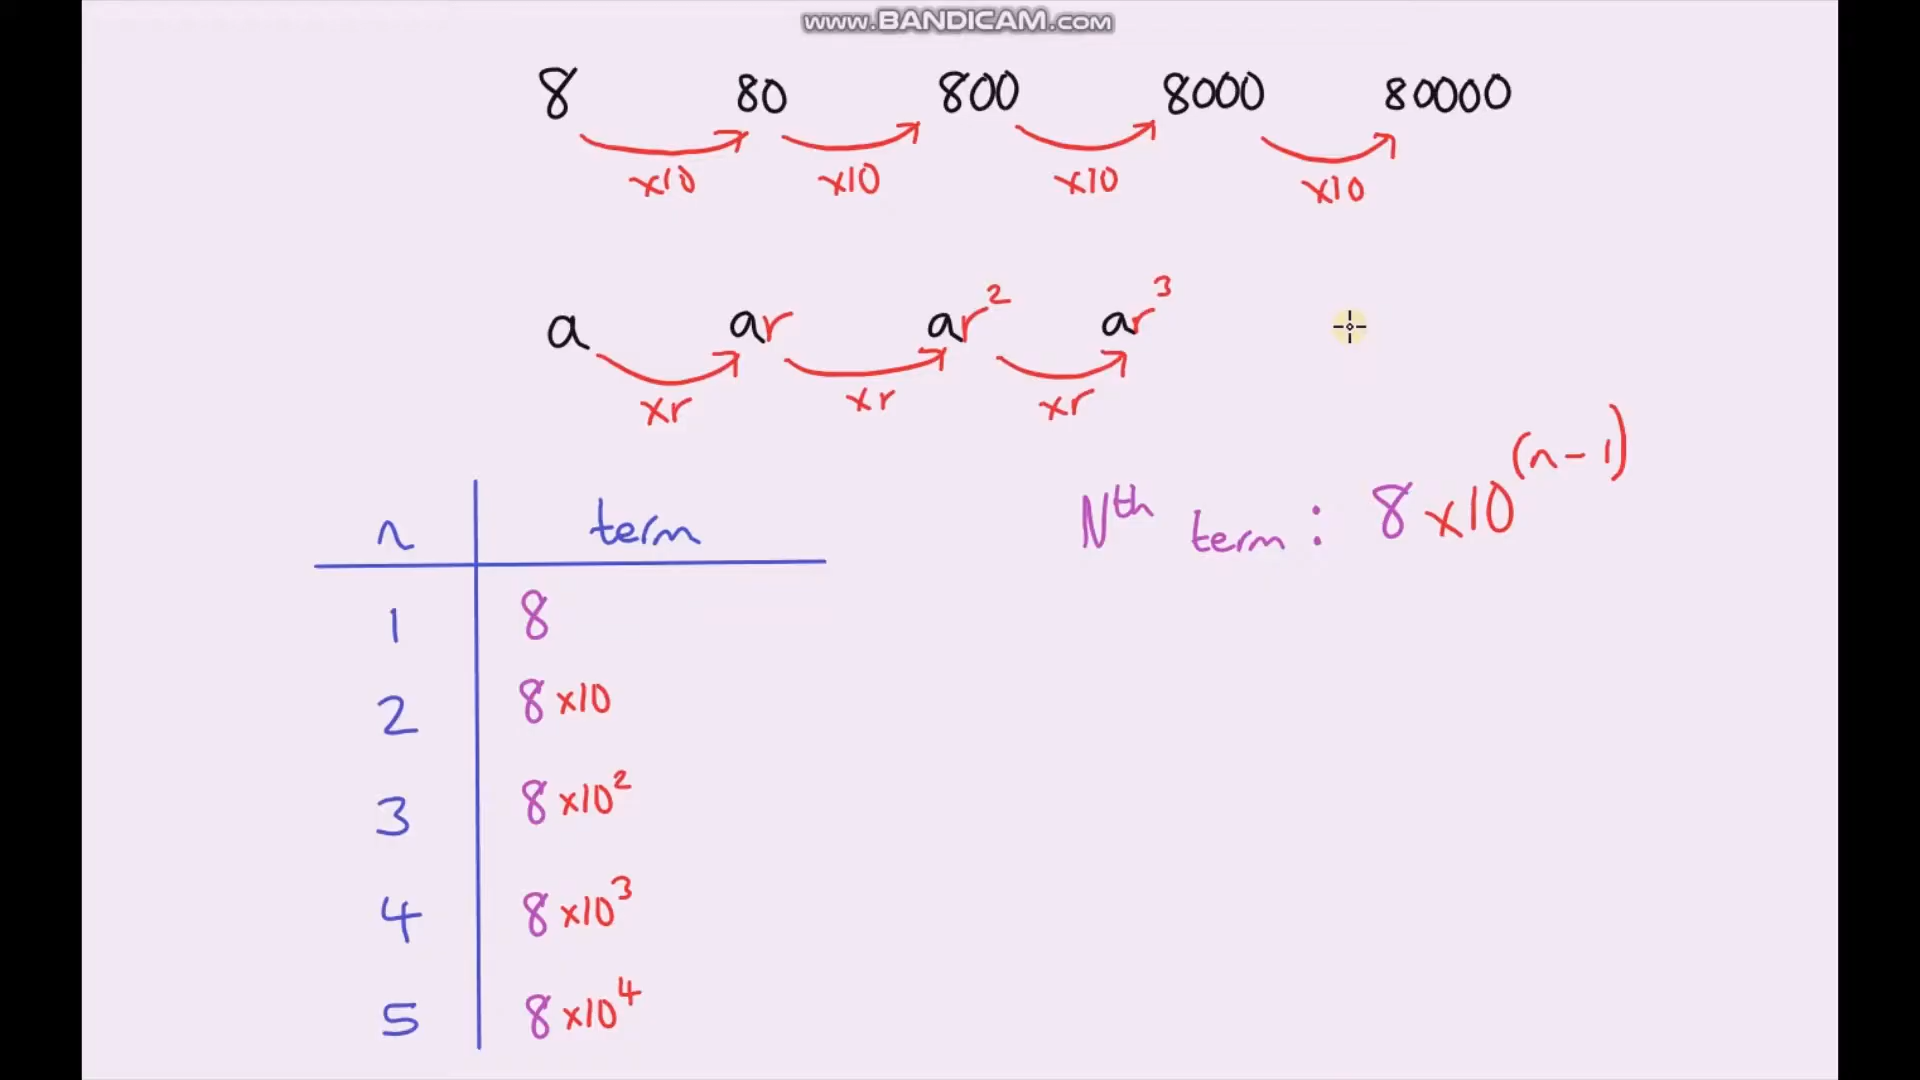 www.BANDICAM.com
8 80 800 8000 80000
x10 x10 x10 x10
a ar ar² ar³
xr xr xr
Nth term : 8 x10^(n-1)
n term
1 8
2 8 x10
3 8 x10²
4 8 x10³
5 8 x10⁴